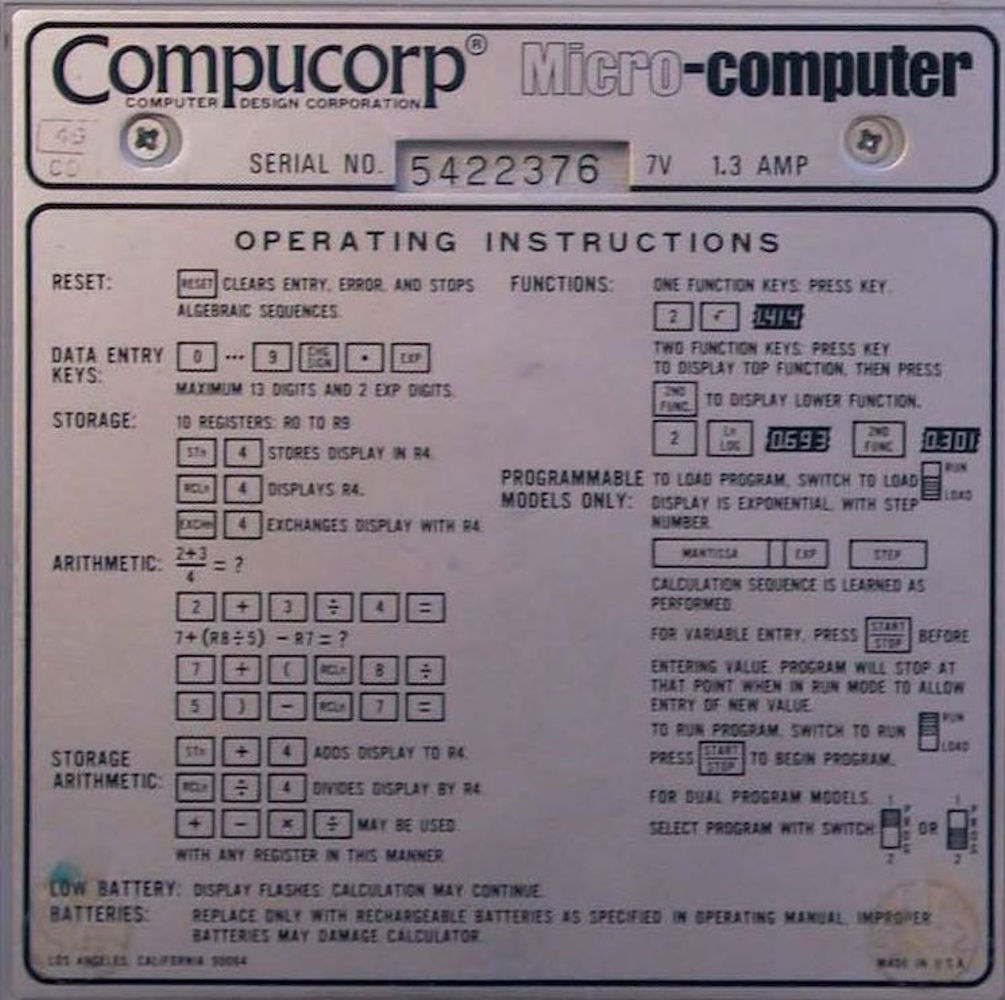 Compucorp® Micro-computer
COMPUTER DESIGN CORPORATION
SERIAL NO. 5422376 7V 1.3 AMP
OPERATING INSTRUCTIONS
RESET: RESET CLEARS ENTRY, ERROR, AND STOPS
ALGEBRAIC SEQUENCES.
DATA ENTRY KEYS: 0 ... 9 CHG SIGN • EXP
MAXIMUM 13 DIGITS AND 2 EXP DIGITS.
STORAGE: 10 REGISTERS: R0 TO R9
STn 4 STORES DISPLAY IN R4.
RCLn 4 DISPLAYS R4.
EXCHn 4 EXCHANGES DISPLAY WITH R4
ARITHMETIC: 2+3/4 = ?
2 + 3 ÷ 4 =
7+(R8÷5) - R7 = ?
7 + ( RCLn 8 ÷
5 ) - RCLn 7 =
STORAGE ARITHMETIC: STn + 4 ADDS DISPLAY TO R4.
RCLn ÷ 4 DIVIDES DISPLAY BY R4
+ - × ÷ MAY BE USED
WITH ANY REGISTER IN THIS MANNER
FUNCTIONS: ONE FUNCTION KEYS: PRESS KEY.
2 √ 1.414
TWO FUNCTION KEYS: PRESS KEY
TO DISPLAY TOP FUNCTION, THEN PRESS
2ND FUNC. TO DISPLAY LOWER FUNCTION.
2 Ln LOG 0.693 2ND FUNC 0.301
PROGRAMMABLE MODELS ONLY: TO LOAD PROGRAM, SWITCH TO LOAD RUN LOAD
DISPLAY IS EXPONENTIAL, WITH STEP
NUMBER
MANTISSA EXP STEP
CALCULATION SEQUENCE IS LEARNED AS
PERFORMED
FOR VARIABLE ENTRY, PRESS START STOP BEFORE
ENTERING VALUE. PROGRAM WILL STOP AT
THAT POINT WHEN IN RUN MODE TO ALLOW
ENTRY OF NEW VALUE.
TO RUN PROGRAM, SWITCH TO RUN RUN LOAD
PRESS START STOP TO BEGIN PROGRAM.
FOR DUAL PROGRAM MODELS,
SELECT PROGRAM WITH SWITCH: 1 2 PROG OR 1 2 PROG
LOW BATTERY: DISPLAY FLASHES. CALCULATION MAY CONTINUE.
BATTERIES: REPLACE ONLY WITH RECHARGEABLE BATTERIES AS SPECIFIED IN OPERATING MANUAL. IMPROPER
BATTERIES MAY DAMAGE CALCULATOR.
LOS ANGELES, CALIFORNIA 90064
MADE IN U.S.A.